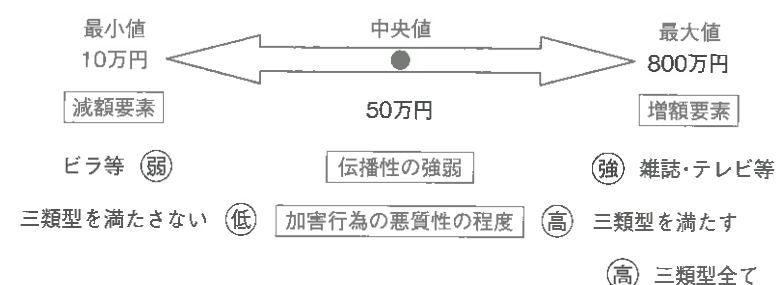 最小値 中央値 最大値
10万円 800万円
減額要素 50万円 増額要素
ビラ等 弱 伝播性の強弱 強 雑誌・テレビ等
三類型を満たさない 低 加害行為の悪質性の程度 高 三類型を満たす
高 三類型全て